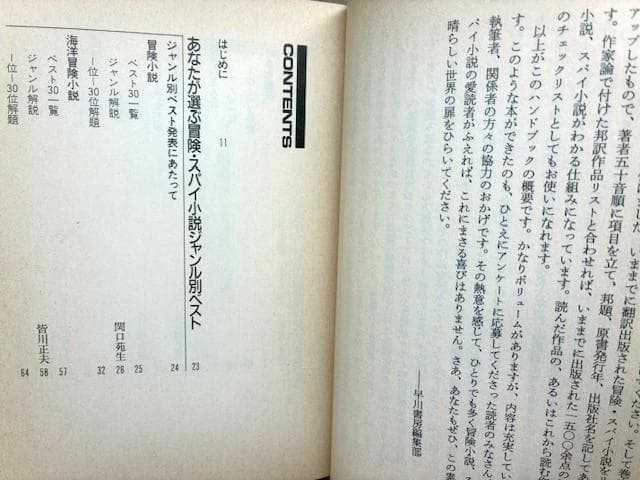 アップしたもので、著者五十音順に項目を立て、邦題、原書発行年、出版社名を記してあ
す。作家論で付けた邦訳作品リストと合わせれば、いままでに出版された一五〇〇余点の
小説、スパイ小説がわかる仕組みになっています。読んだ作品の、あるいはこれから読む作
のチェックリストとしてもお使いになれます。
以上がこのハンドブックの概要です。かなりボリュームがありますが、内容は充実してい
す。このような本ができたのも、ひとえにアンケートに応募してくださった読者のみなさん、
執筆者、関係者の方々の協力のおかげです。その熱意を感じて、ひとりでも多く冒険小説、ス
パイ小説の愛読者がふえれば、これにまさる喜びはありません。さあ、あなたもぜひ、この素
晴らしい世界の扉をひらいてください。
──早川書房編集部
CONTENTS
はじめに 11
あなたが選ぶ冒険・スパイ小説ジャンル別ベスト 23
ジャンル別ベスト発表にあたって 24
冒険小説
ベスト30一覧 25
ジャンル解説 関口苑生 26
1位―30位解題 32
海洋冒険小説
ベスト30一覧 57
ジャンル解説 皆川正夫 58
1位―30位解題 64